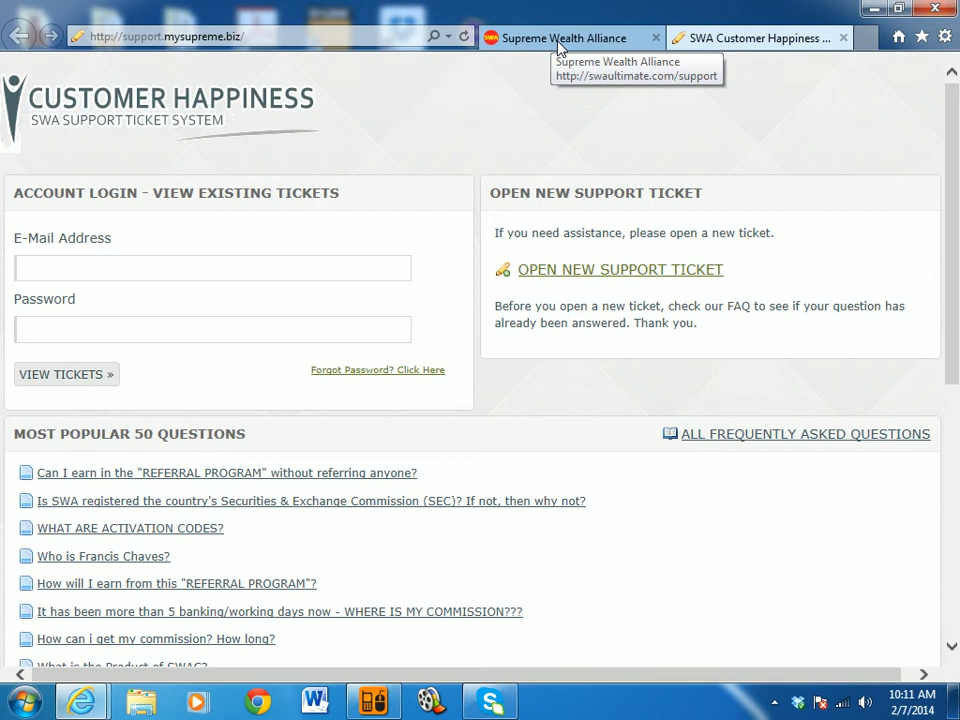 http://support.mysupreme.biz/
Supreme Wealth Alliance
SWA Customer Happiness ...
Supreme Wealth Alliance
http://swaultimate.com/support
CUSTOMER HAPPINESS
SWA SUPPORT TICKET SYSTEM
ACCOUNT LOGIN - VIEW EXISTING TICKETS
E-Mail Address
Password
VIEW TICKETS »
Forgot Password? Click Here
OPEN NEW SUPPORT TICKET
If you need assistance, please open a new ticket.
OPEN NEW SUPPORT TICKET
Before you open a new ticket, check our FAQ to see if your question has
already been answered. Thank you.
MOST POPULAR 50 QUESTIONS
ALL FREQUENTLY ASKED QUESTIONS
Can I earn in the "REFERRAL PROGRAM" without referring anyone?
Is SWA registered the country's Securities & Exchange Commission (SEC)? If not, then why not?
WHAT ARE ACTIVATION CODES?
Who is Francis Chaves?
How will I earn from this "REFERRAL PROGRAM"?
It has been more than 5 banking/working days now - WHERE IS MY COMMISSION???
How can i get my commission? How long?
What is the Product of SWAC?
10:11 AM
2/7/2014